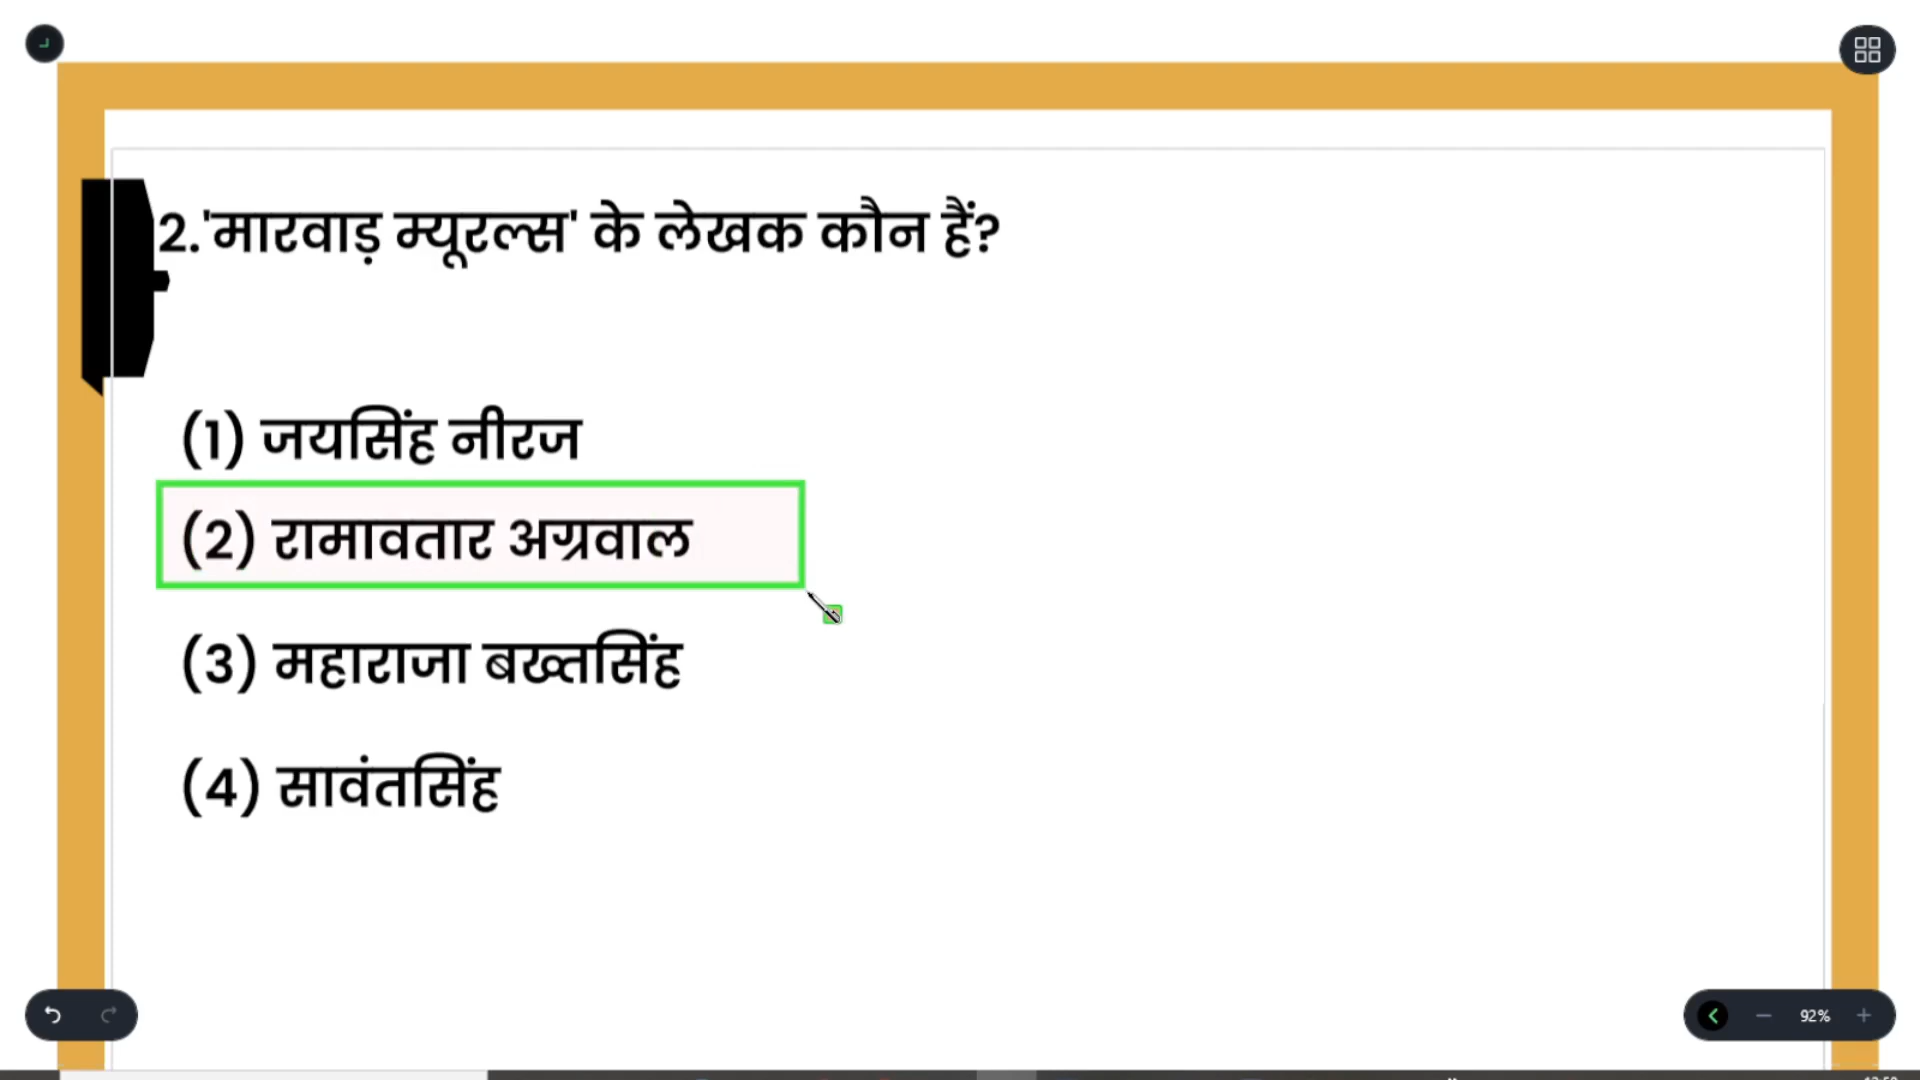 2.'मारवाड़ म्यूरल्स' के लेखक कौन हैं?
(1) जयसिंह नीरज
(2) रामावतार अग्रवाल
(3) महाराजा बख्तसिंह
(4) सावंतसिंह
92%